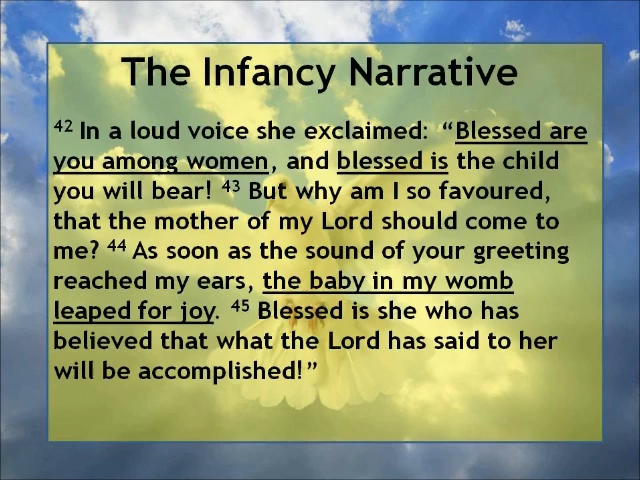 The Infancy Narrative
42 In a loud voice she exclaimed: “Blessed are
you among women, and blessed is the child
you will bear! 43 But why am I so favoured,
that the mother of my Lord should come to
me? 44 As soon as the sound of your greeting
reached my ears, the baby in my womb
leaped for joy. 45 Blessed is she who has
believed that what the Lord has said to her
will be accomplished!”